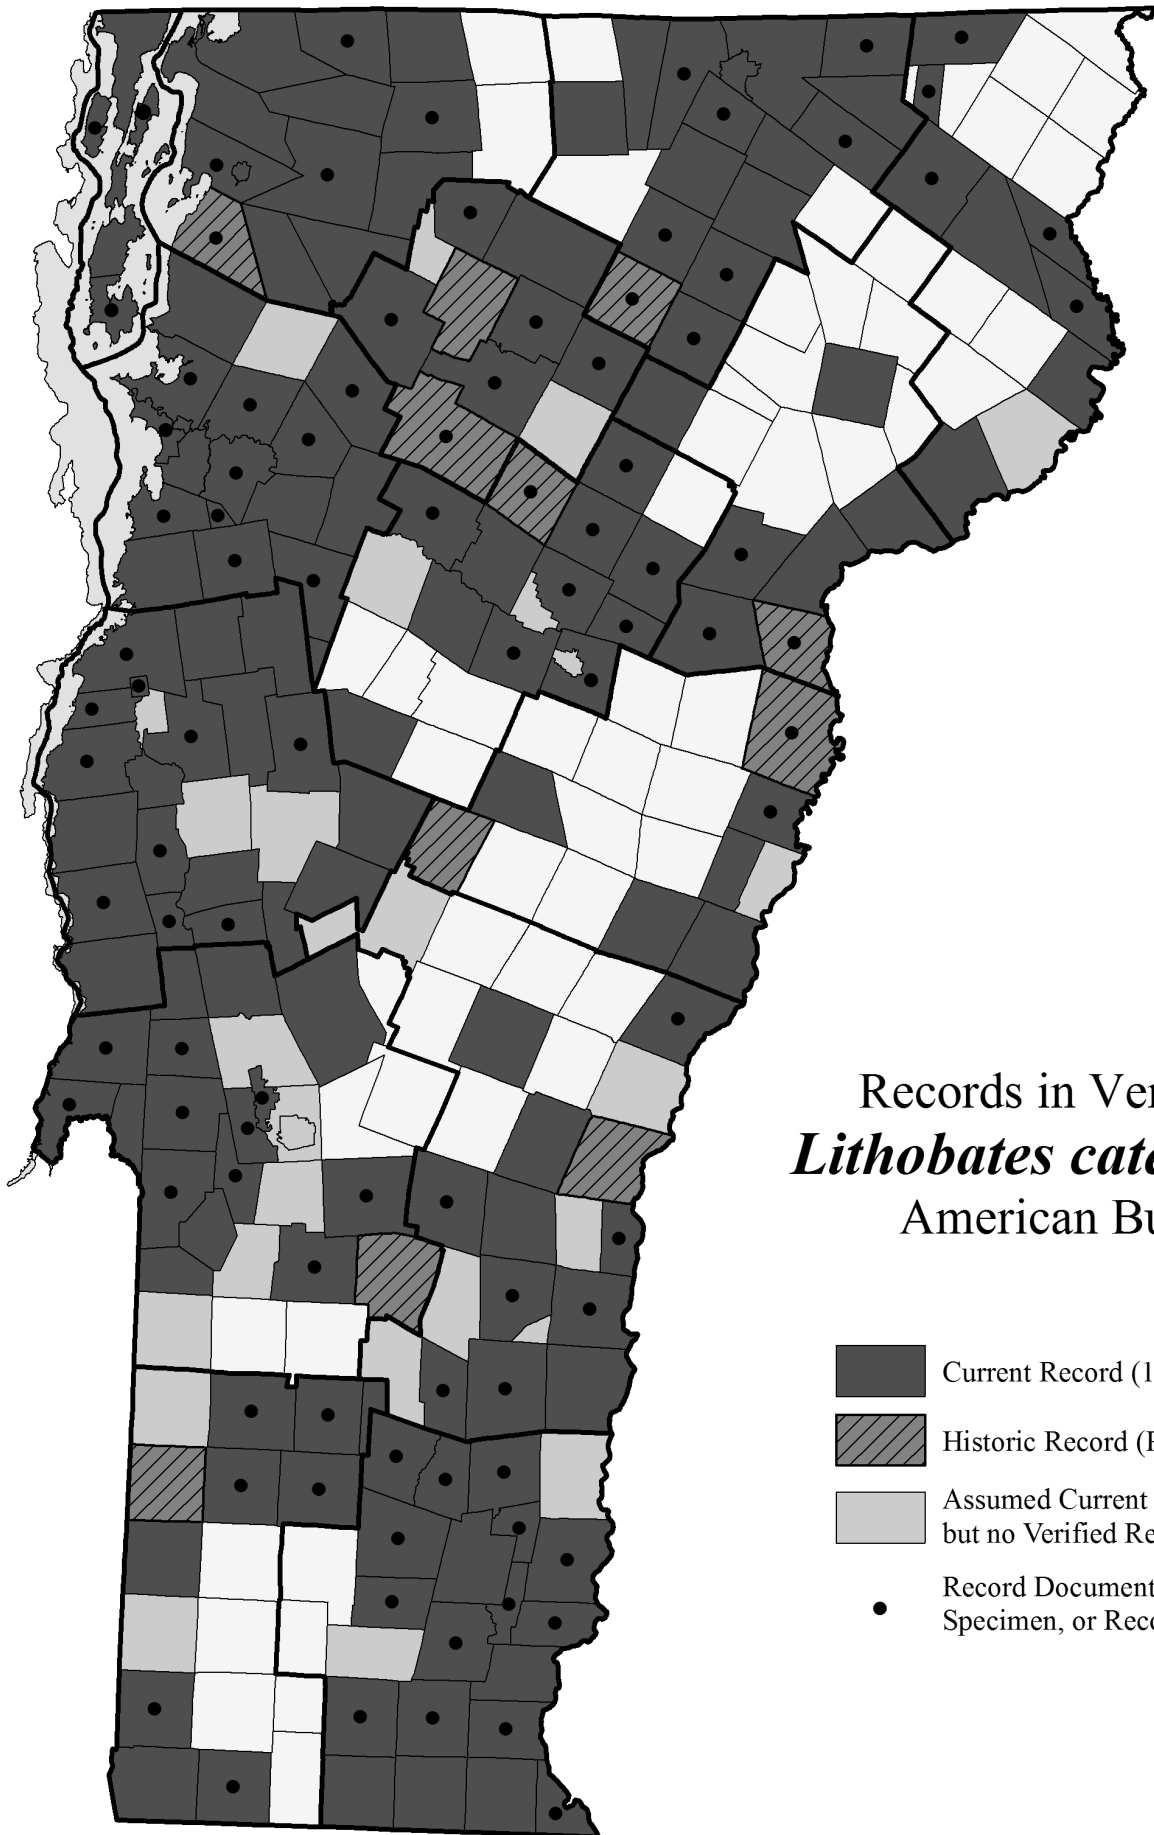 Records in Ver
Lithobates cate
American Bu
Current Record (1
Historic Record (
Assumed Current
but no Verified Re
Record Document
Specimen, or Reco